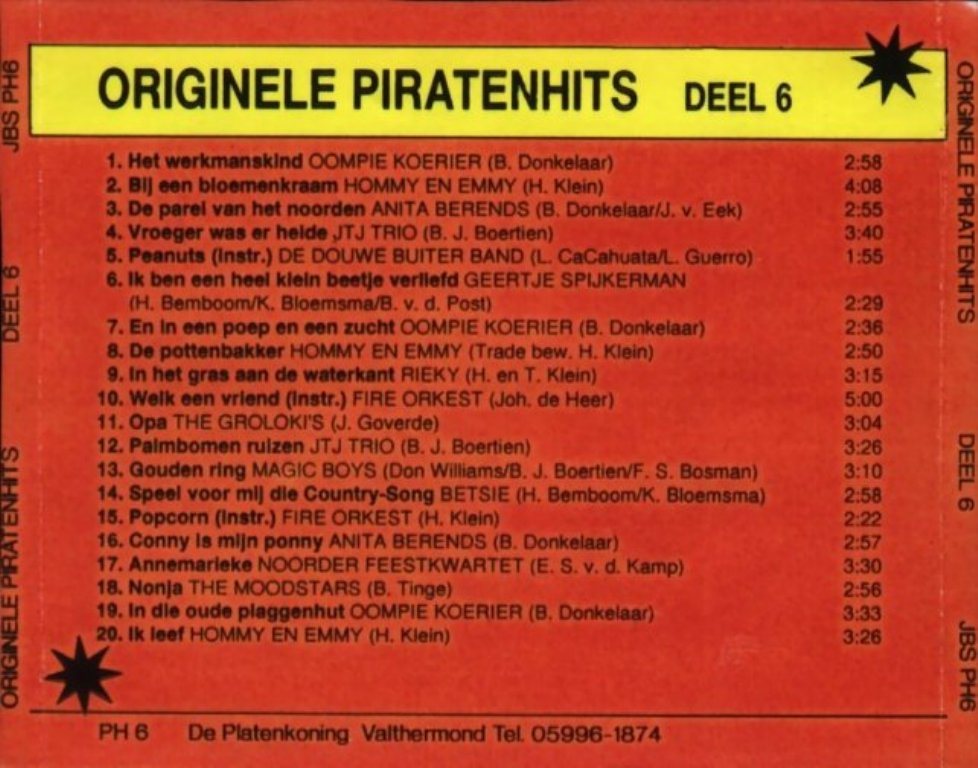 ORIGINELE PIRATENHITS DEEL 6
1. Het werkmanskind OOMPIE KOERIER (B. Donkelaar) 2:58
2. Bij een bloemenkraam HOMMY EN EMMY (H. Klein) 4:08
3. De parel van het noorden ANITA BERENDS (B. Donkelaar/J. v. Eek) 2:55
4. Vroeger was er heide JTJ TRIO (B. J. Boertien) 3:40
5. Peanuts (Instr.) DE DOUWE BUITER BAND (L. CaCahuata/L. Guerro) 1:55
6. Ik ben een heel klein beetje verliefd GEERTJE SPIJKERMAN
(H. Bemboom/K. Bloemsma/B. v. d. Post) 2:29
7. En in een poep en een zucht OOMPIE KOERIER (B. Donkelaar) 2:36
8. De pottenbakker HOMMY EN EMMY (Trade bew. H. Klein) 2:50
9. In het gras aan de waterkant RIEKY (H. en T. Klein) 3:15
10. Welk een vriend (Instr.) FIRE ORKEST (Joh. de Heer) 5:00
11. Opa THE GROLOKI'S (J. Goverde) 3:04
12. Palmbomen ruizen JTJ TRIO (B. J. Boertien) 3:26
13. Gouden ring MAGIC BOYS (Don Williams/B. J. Boertien/F. S. Bosman) 3:10
14. Speel voor mij die Country-Song BETSIE (H. Bemboom/K. Bloemsma) 2:58
15. Popcorn (Instr.) FIRE ORKEST (H. Klein) 2:22
16. Conny is mijn ponny ANITA BERENDS (B. Donkelaar) 2:57
17. Annemarieke NOORDER FEESTKWARTET (E. S. v. d. Kamp) 3:30
18. Nonja THE MOODSTARS (B. Tinge) 2:56
19. In die oude plaggenhut OOMPIE KOERIER (B. Donkelaar) 3:33
20. Ik leef HOMMY EN EMMY (H. Klein) 3:26
PH 6 De Platenkoning Valthermond Tel. 05996-1874
ORIGINELE PIRATENHITS DEEL 6 JBS PH6
ORIGINELE PIRATENHITS DEEL 6 JBS PH6